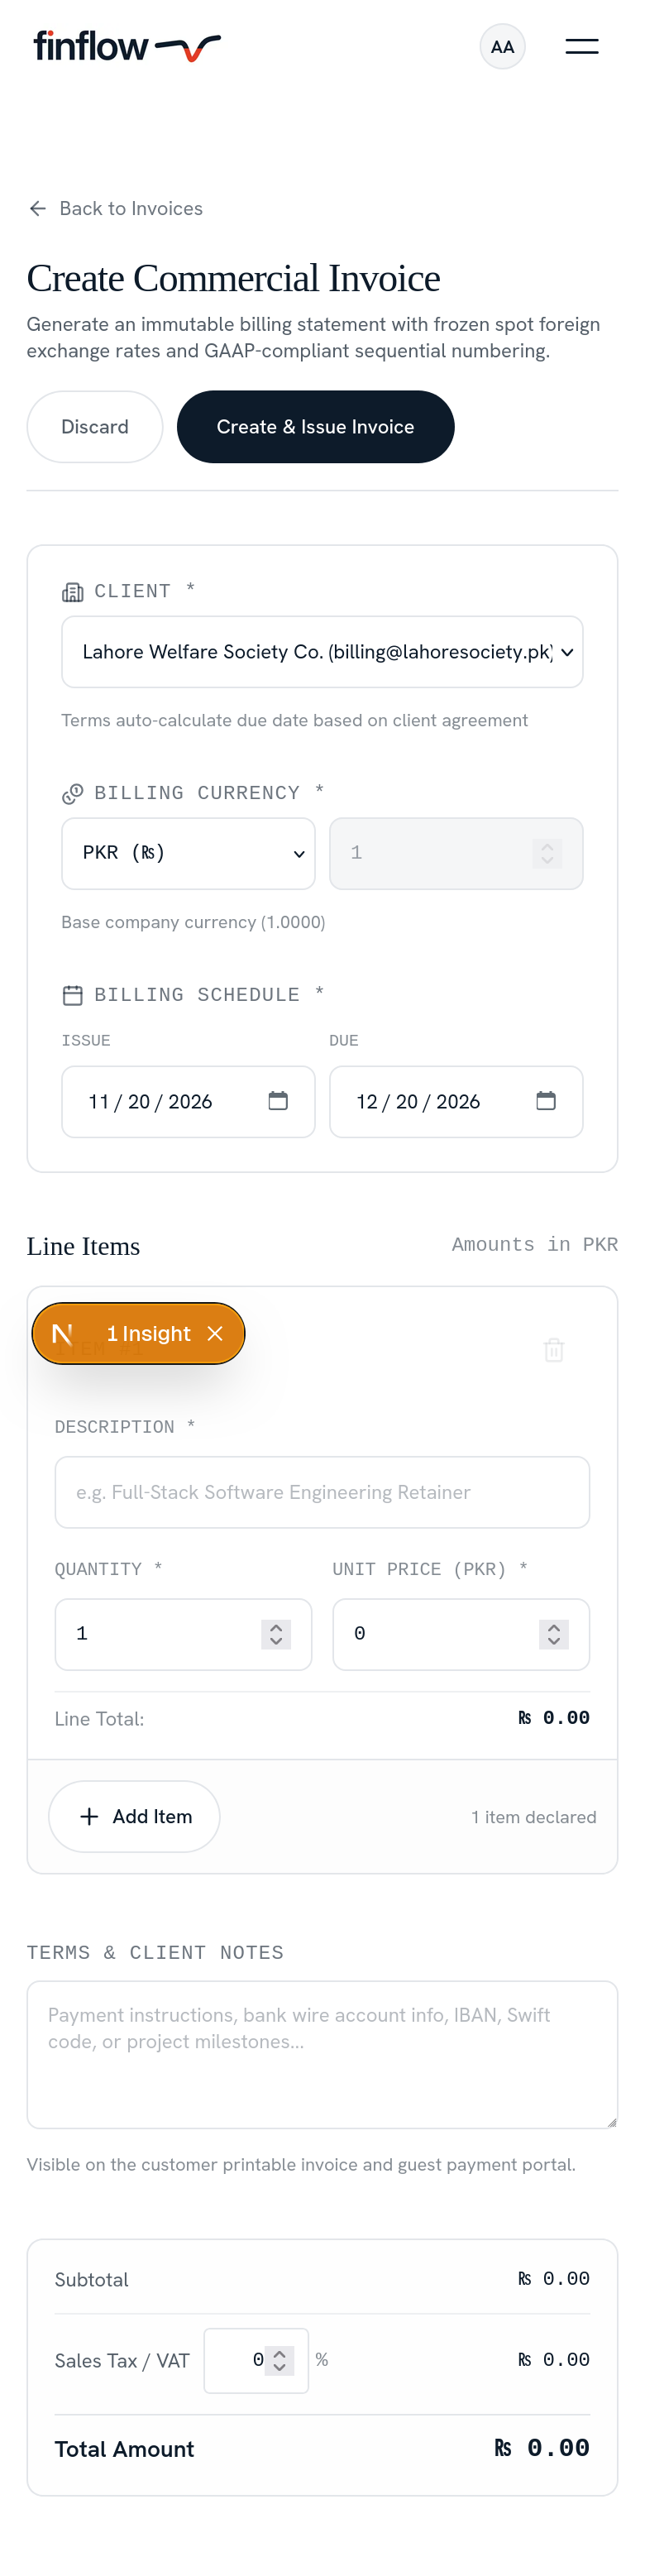 finflow
AA
Back to Invoices
Create Commercial Invoice
Generate an immutable billing statement with frozen spot foreign
exchange rates and GAAP-compliant sequential numbering.
Discard
Create & Issue Invoice
CLIENT *
Lahore Welfare Society Co. (billing@lahoresociety.pk)
Terms auto-calculate due date based on client agreement
BILLING CURRENCY *
PKR (₨)
1
Base company currency (1.0000)
BILLING SCHEDULE *
ISSUE
DUE
11 / 20 / 2026
12 / 20 / 2026
Line Items
Amounts in PKR
N
1 Insight
ITEM #1
DESCRIPTION *
e.g. Full-Stack Software Engineering Retainer
QUANTITY *
UNIT PRICE (PKR) *
1
0
Line Total:
₨ 0.00
Add Item
1 item declared
TERMS & CLIENT NOTES
Payment instructions, bank wire account info, IBAN, Swift
code, or project milestones...
Visible on the customer printable invoice and guest payment portal.
Subtotal
₨ 0.00
Sales Tax / VAT
0
%
₨ 0.00
Total Amount
₨ 0.00